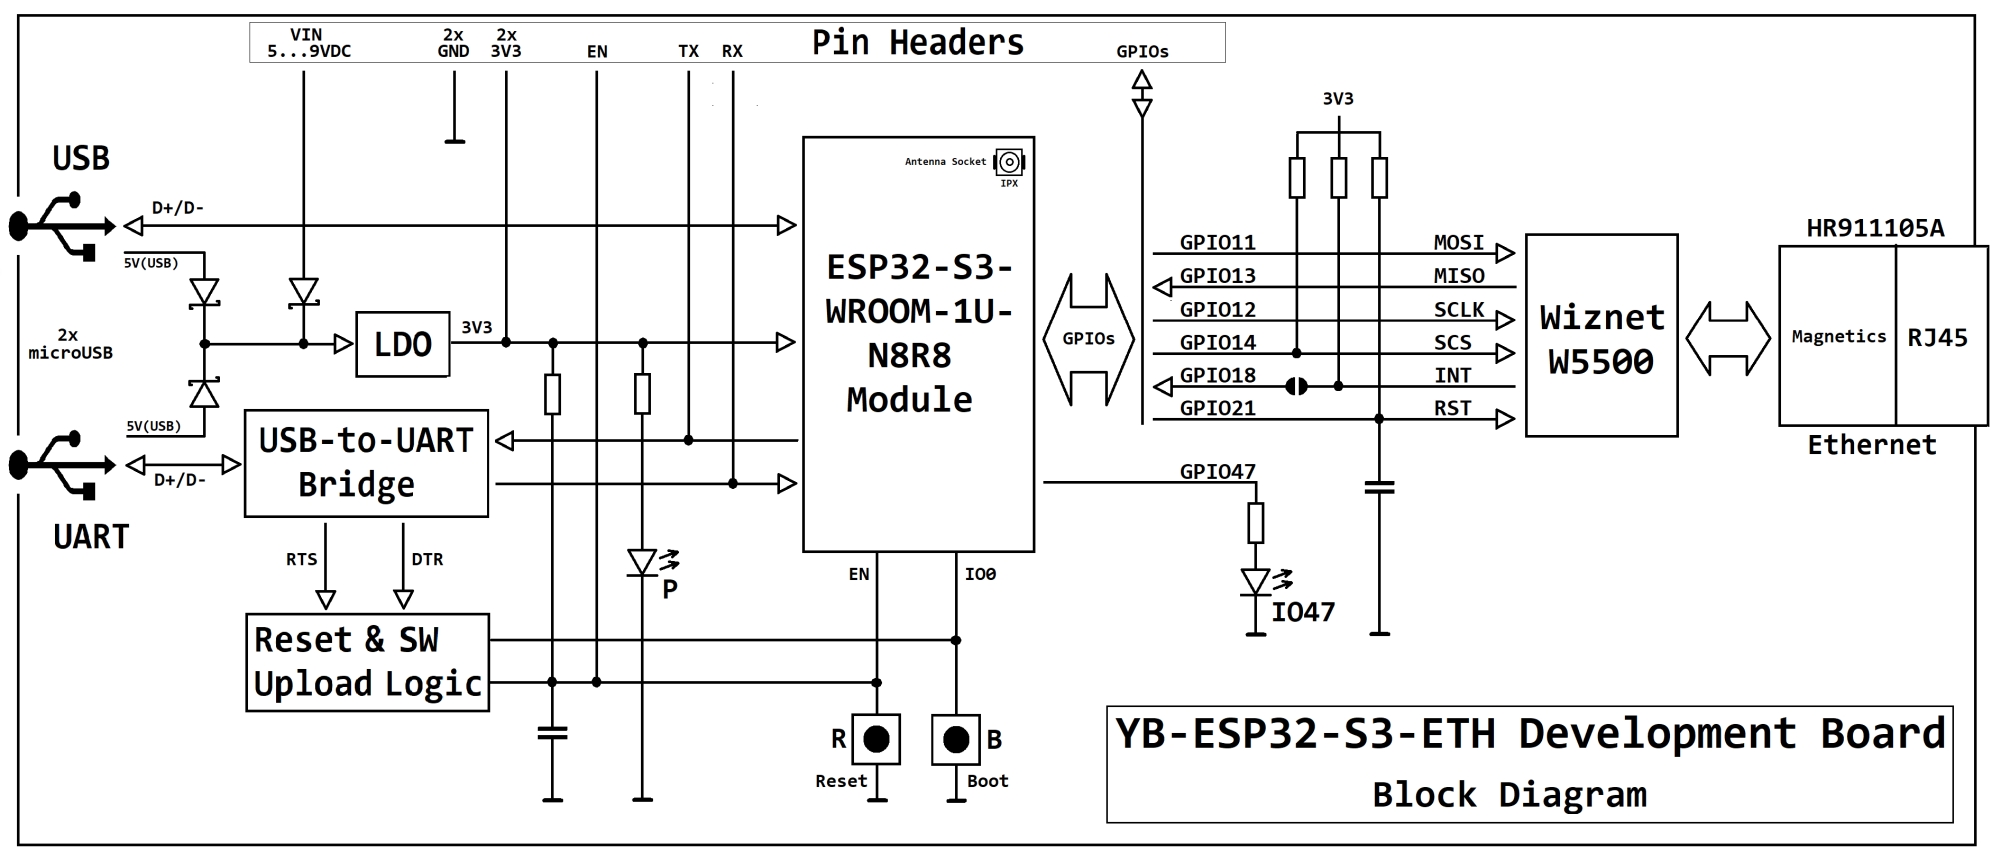 Pin Headers
VIN
5...9VDC
2x
GND
2x
3V3
EN
TX
RX
GPIOs
USB
D+/D-
5V(USB)
2x
microUSB
5V(USB)
D+/D-
UART
LDO
3V3
USB-to-UART
Bridge
RTS
DTR
Reset & SW
Upload Logic
P
Antenna Socket
IPX
ESP32-S3-
WROOM-1U-
N8R8
Module
EN
IO0
R
Reset
B
Boot
GPIOs
3V3
GPIO11 MOSI
GPIO13 MISO
GPIO12 SCLK
GPIO14 SCS
GPIO18 INT
GPIO21 RST
GPIO47
IO47
Wiznet
W5500
HR911105A
Magnetics
RJ45
Ethernet
YB-ESP32-S3-ETH Development Board
Block Diagram